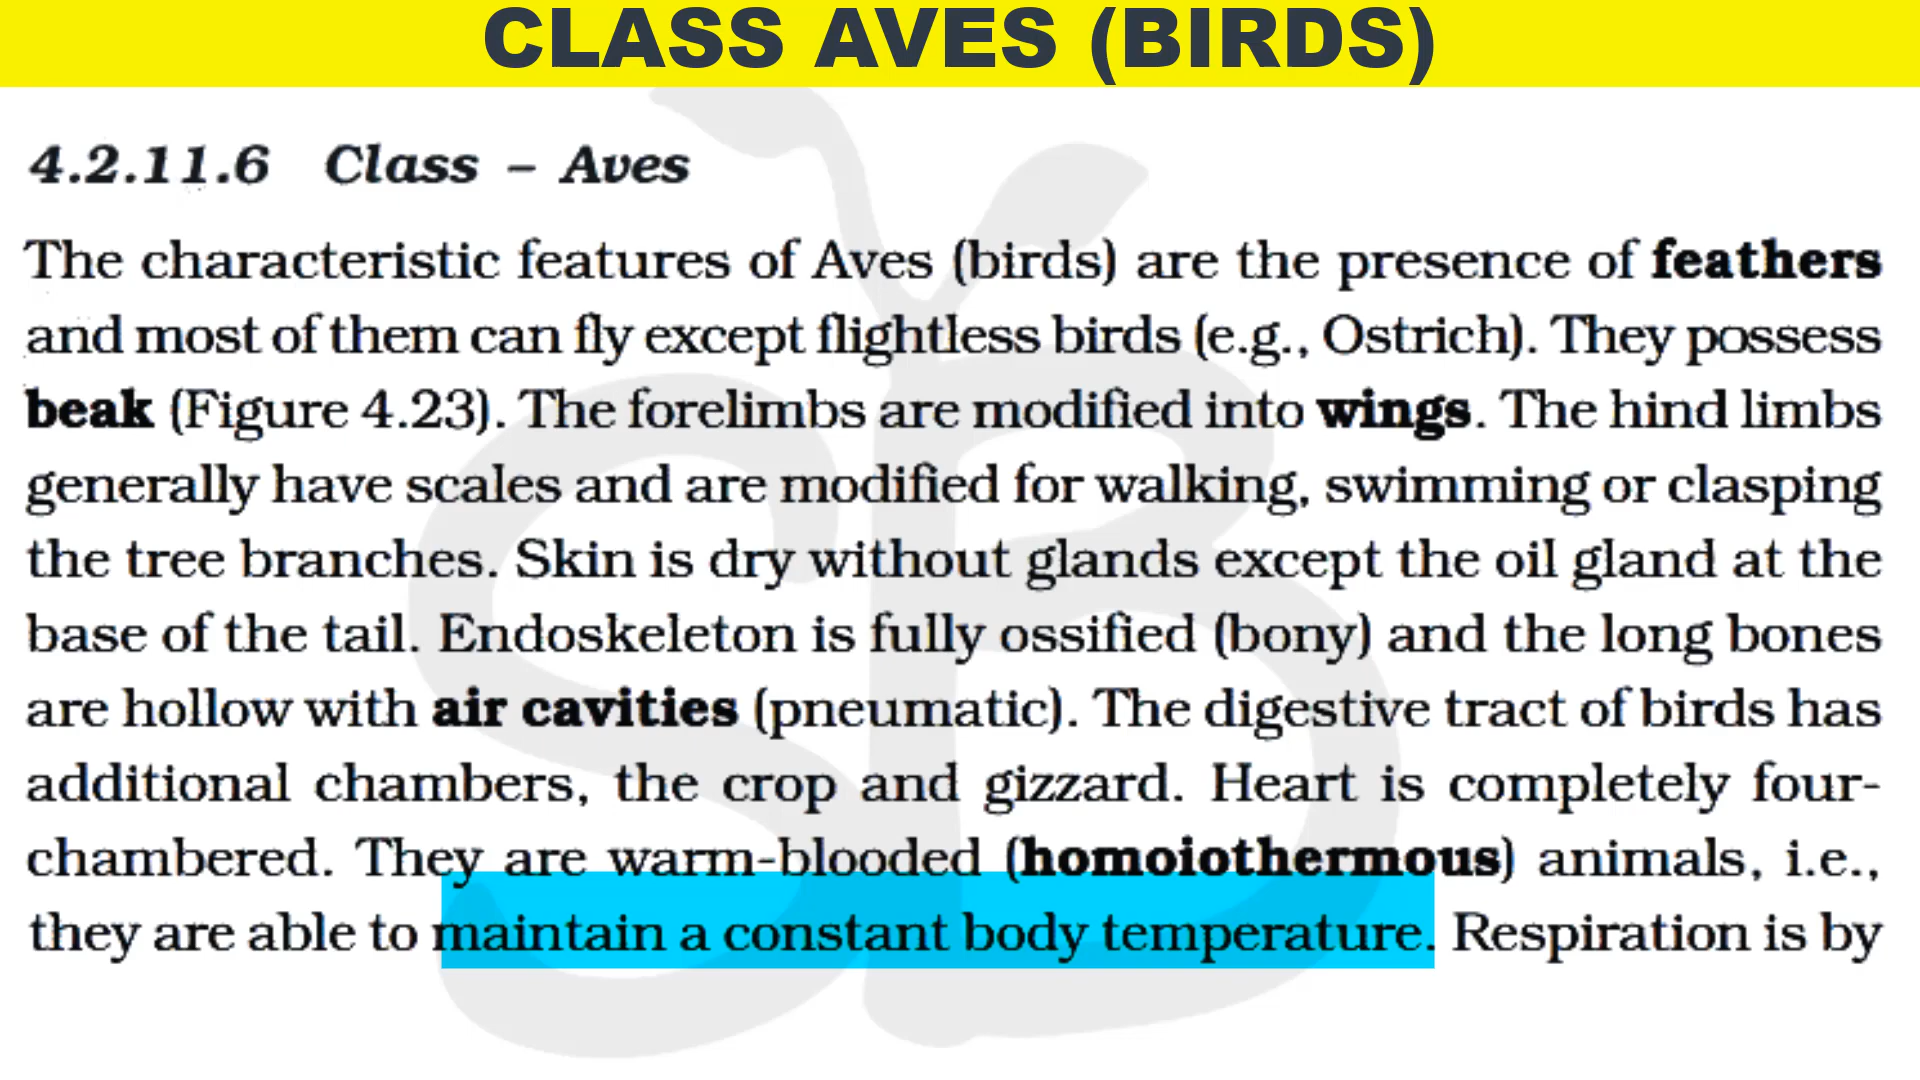 CLASS AVES (BIRDS)
4.2.11.6 Class – Aves
The characteristic features of Aves (birds) are the presence of feathers
and most of them can fly except flightless birds (e.g., Ostrich). They possess
beak (Figure 4.23). The forelimbs are modified into wings. The hind limbs
generally have scales and are modified for walking, swimming or clasping
the tree branches. Skin is dry without glands except the oil gland at the
base of the tail. Endoskeleton is fully ossified (bony) and the long bones
are hollow with air cavities (pneumatic). The digestive tract of birds has
additional chambers, the crop and gizzard. Heart is completely four-
chambered. They are warm-blooded (homoiothermous) animals, i.e.,
they are able to maintain a constant body temperature. Respiration is by
SB